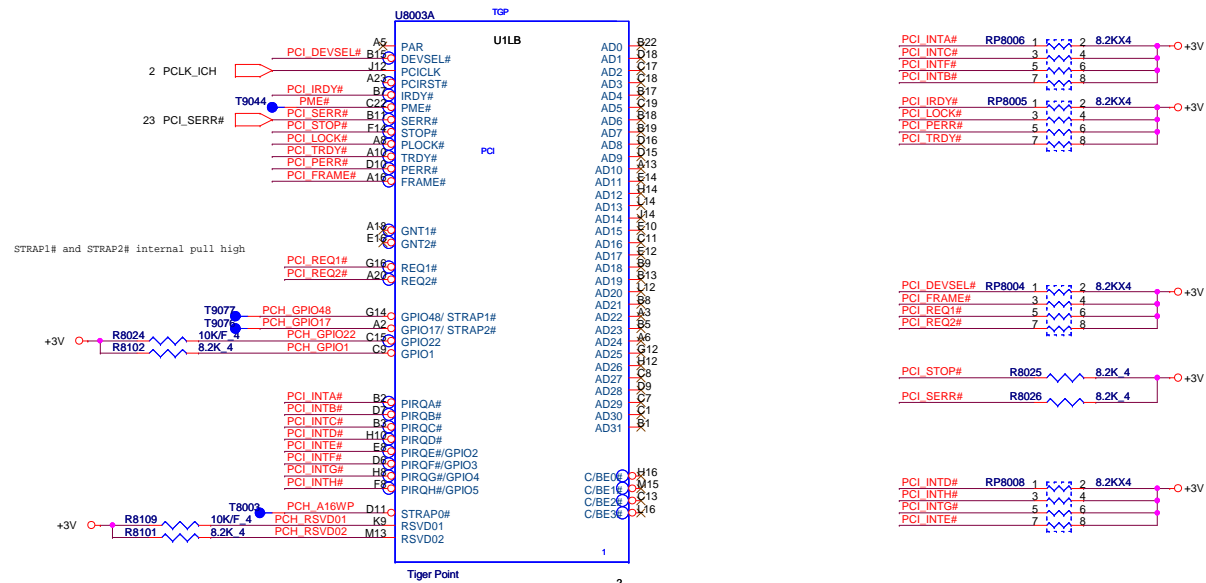 U8003A
TGP
U1LB
PCI
A5 PAR
PCI_DEVSEL# B15 DEVSEL#
2 PCLK_ICH J12 PCICLK
A23 PCIRST#
PCI_IRDY# B7 IRDY#
T9044 PME# C22 PME#
23 PCI_SERR# PCI_SERR# B11 SERR#
PCI_STOP# F14 STOP#
PCI_LOCK# A8 PLOCK#
PCI_TRDY# A10 TRDY#
PCI_PERR# D10 PERR#
PCI_FRAME# A16 FRAME#
A18 GNT1#
E16 GNT2#
STRAP1# and STRAP2# internal pull high
PCI_REQ1# G16 REQ1#
PCI_REQ2# A20 REQ2#
T9077 PCH_GPIO48 G14 GPIO48/ STRAP1#
T9076 PCH_GPIO17 A2 GPIO17/ STRAP2#
+3V R8024 10K/F_4 PCH_GPIO22 C15 GPIO22
R8102 8.2K_4 PCH_GPIO1 C9 GPIO1
PCI_INTA# B2 PIRQA#
PCI_INTB# D7 PIRQB#
PCI_INTC# B3 PIRQC#
PCI_INTD# H10 PIRQD#
PCI_INTE# E8 PIRQE#/GPIO2
PCI_INTF# D6 PIRQF#/GPIO3
PCI_INTG# H8 PIRQG#/GPIO4
PCI_INTH# F8 PIRQH#/GPIO5
T8003 PCH_A16WP D11 STRAP0#
+3V R8109 10K/F_4 PCH_RSVD01 K9 RSVD01
R8101 8.2K_4 PCH_RSVD02 M13 RSVD02
AD0 B22
AD1 D18
AD2 C17
AD3 C18
AD4 B17
AD5 C19
AD6 B18
AD7 B19
AD8 D16
AD9 D15
AD10 A13
AD11 E14
AD12 H14
AD13 L14
AD14 J14
AD15 E10
AD16 C11
AD17 E12
AD18 B9
AD19 B13
AD20 L12
AD21 B8
AD22 A3
AD23 B5
AD24 A6
AD25 G12
AD26 H12
AD27 C8
AD28 D9
AD29 C7
AD30 C1
AD31 B1
C/BE0# H16
C/BE1# M15
C/BE2# C13
C/BE3# L16
1
Tiger Point
PCI_INTA# RP8006 1 2 8.2KX4 +3V
PCI_INTC# 3 4
PCI_INTF# 5 6
PCI_INTB# 7 8
PCI_IRDY# RP8005 1 2 8.2KX4
PCI_LOCK# 3 4
PCI_PERR# 5 6
PCI_TRDY# 7 8
PCI_DEVSEL# RP8004 1 2 8.2KX4 +3V
PCI_FRAME# 3 4
PCI_REQ1# 5 6
PCI_REQ2# 7 8
PCI_STOP# R8025 8.2K_4 +3V
PCI_SERR# R8026 8.2K_4
PCI_INTD# RP8008 1 2 8.2KX4 +3V
PCI_INTH# 3 4
PCI_INTG# 5 6
PCI_INTE# 7 8